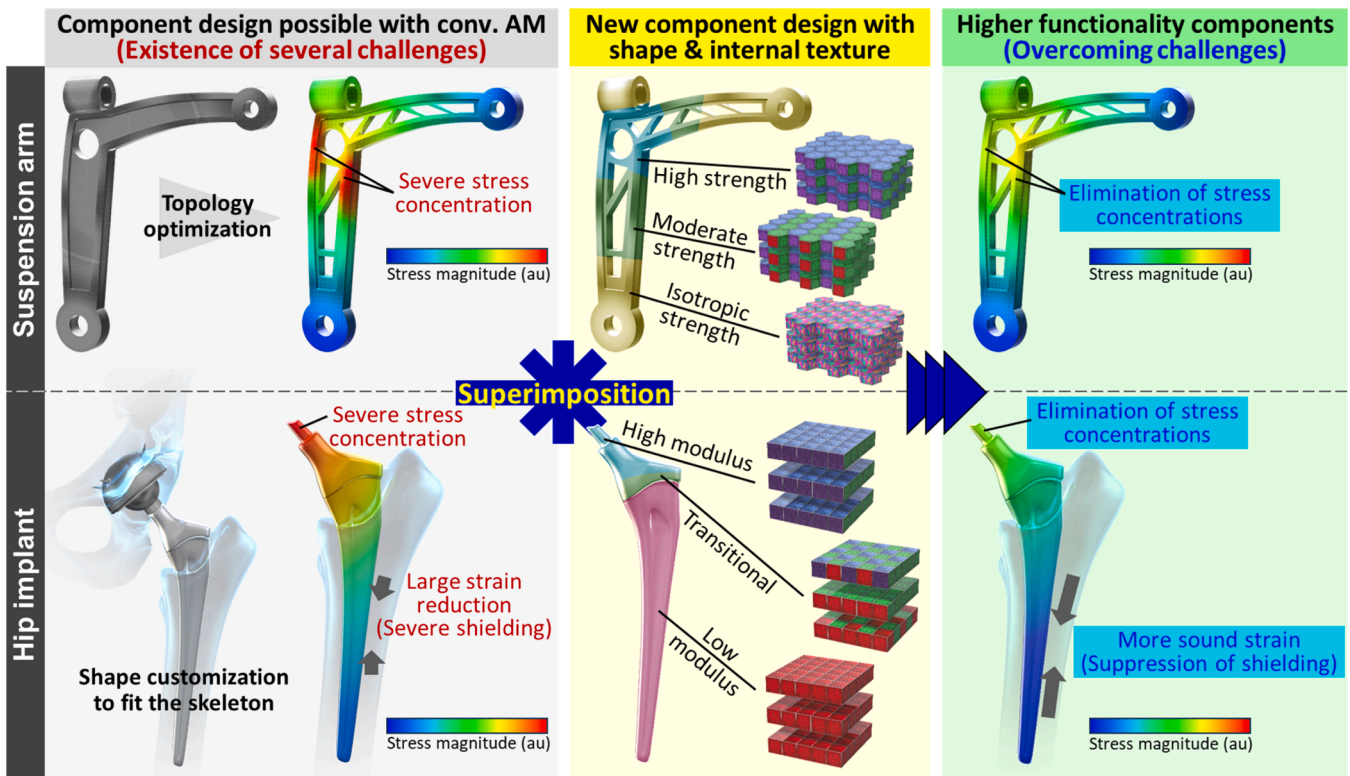 Component design possible with conv. AM
(Existence of several challenges)
New component design with
shape & internal texture
Higher functionality components
(Overcoming challenges)
Suspension arm
Topology
optimization
Severe stress
concentration
Stress magnitude (au)
High strength
Moderate
strength
Isotropic
strength
Elimination of stress
concentrations
Stress magnitude (au)
Superimposition
Hip implant
Shape customization
to fit the skeleton
Severe stress
concentration
Large strain
reduction
(Severe shielding)
Stress magnitude (au)
High modulus
Transitional
Low
modulus
Elimination of stress
concentrations
More sound strain
(Suppression of shielding)
Stress magnitude (au)